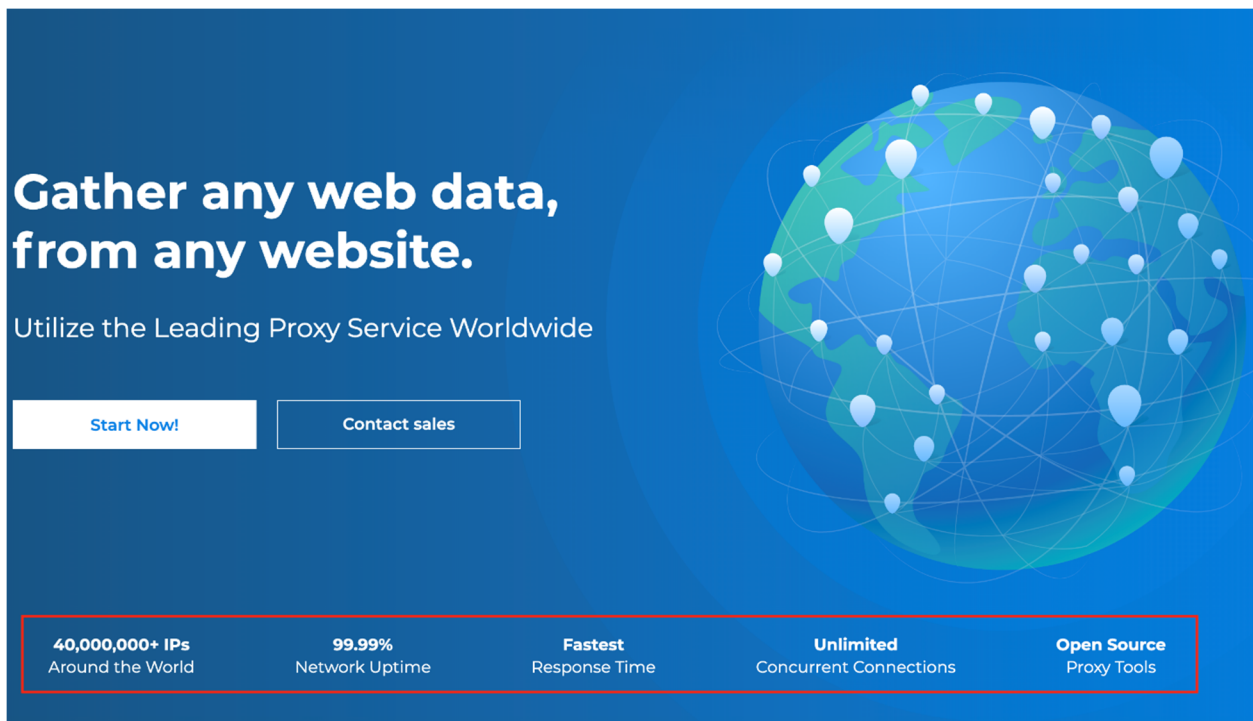 Gather any web data,
from any website.
Utilize the Leading Proxy Service Worldwide
Start Now!
Contact sales
40,000,000+ IPs
Around the World
99.99%
Network Uptime
Fastest
Response Time
Unlimited
Concurrent Connections
Open Source
Proxy Tools